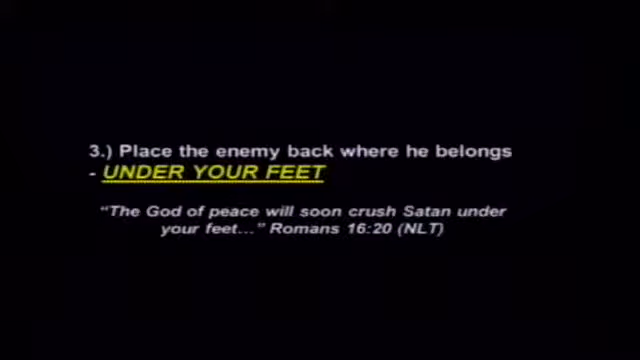 3.) Place the enemy back where he belongs
- UNDER YOUR FEET
“The God of peace will soon crush Satan under
your feet…” Romans 16:20 (NLT)